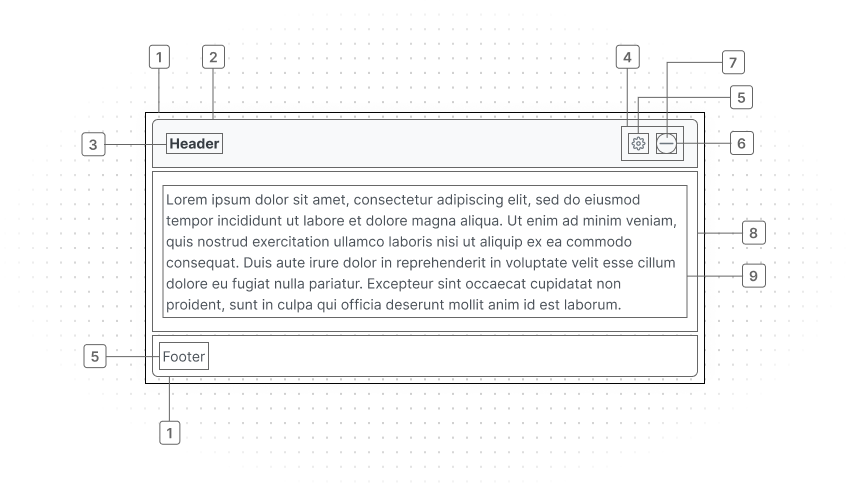 1
2
4
7
5
3
Header
6
Lorem ipsum dolor sit amet, consectetur adipiscing elit, sed do eiusmod
tempor incididunt ut labore et dolore magna aliqua. Ut enim ad minim veniam,
quis nostrud exercitation ullamco laboris nisi ut aliquip ex ea commodo
consequat. Duis aute irure dolor in reprehenderit in voluptate velit esse cillum
dolore eu fugiat nulla pariatur. Excepteur sint occaecat cupidatat non
proident, sunt in culpa qui officia deserunt mollit anim id est laborum.
8
9
5
Footer
1